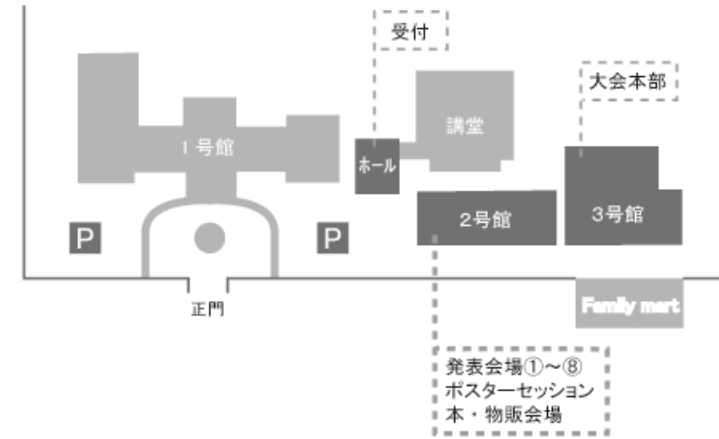 受付
大会本部
講堂
1号館
ホール
2号館
3号館
P
P
正門
Family mart
発表会場①～⑧
ポスターセッション
本・物販会場